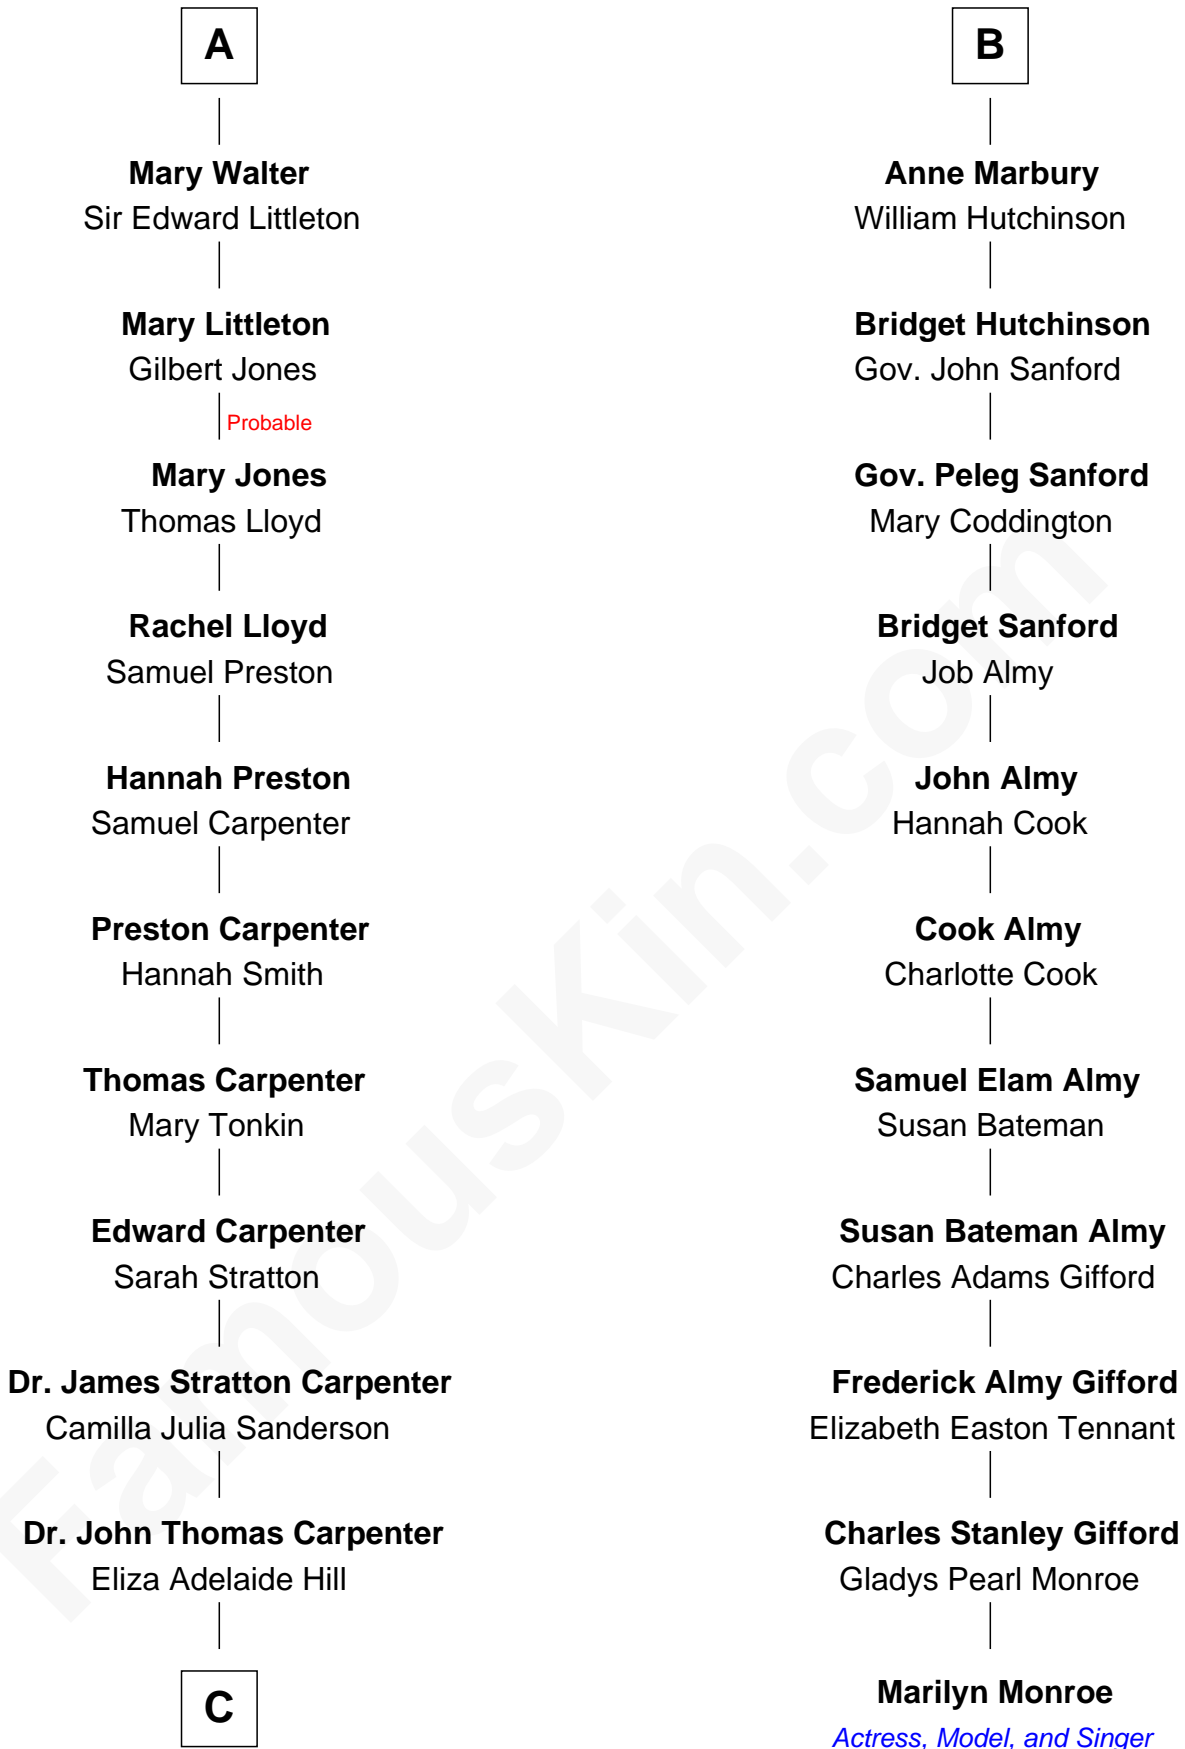 A
Mary Walter
Sir Edward Littleton
Mary Littleton
Gilbert Jones
Probable
Mary Jones
Thomas Lloyd
Rachel Lloyd
Samuel Preston
Hannah Preston
Samuel Carpenter
Preston Carpenter
Hannah Smith
Thomas Carpenter
Mary Tonkin
Edward Carpenter
Sarah Stratton
Dr. James Stratton Carpenter
Camilla Julia Sanderson
Dr. John Thomas Carpenter
Eliza Adelaide Hill
C
B
Anne Marbury
William Hutchinson
Bridget Hutchinson
Gov. John Sanford
Gov. Peleg Sanford
Mary Coddington
Bridget Sanford
Job Almy
John Almy
Hannah Cook
Cook Almy
Charlotte Cook
Samuel Elam Almy
Susan Bateman
Susan Bateman Almy
Charles Adams Gifford
Frederick Almy Gifford
Elizabeth Easton Tennant
Charles Stanley Gifford
Gladys Pearl Monroe
Marilyn Monroe
Actress, Model, and Singer
FamousKin.com